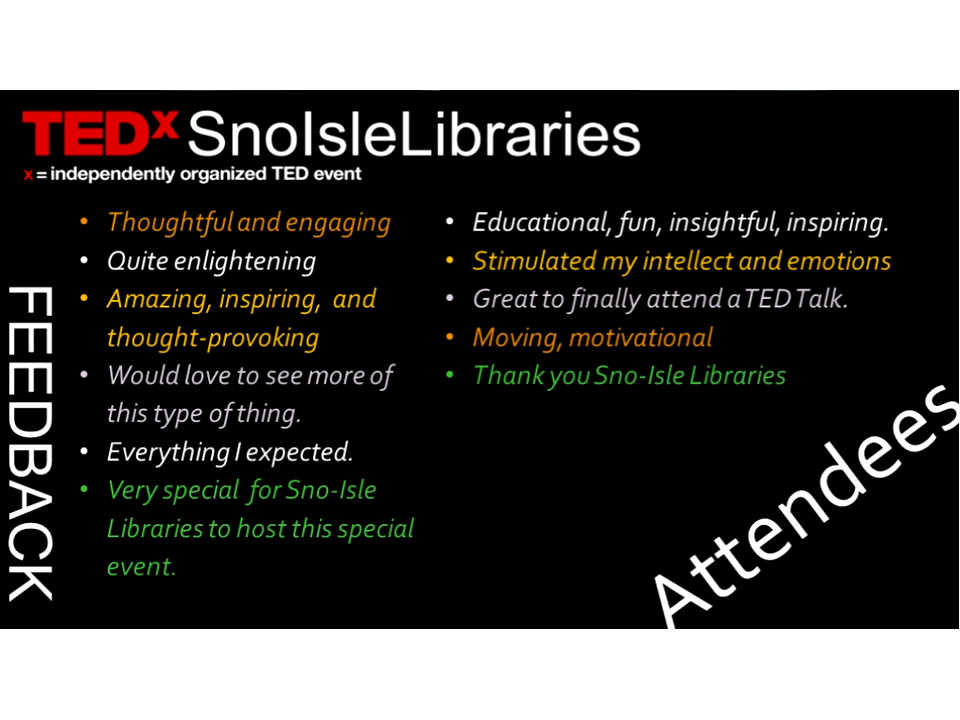 TEDx SnoIsleLibraries
x = independently organized TED event
FEEDBACK
• Thoughtful and engaging
• Quite enlightening
• Amazing, inspiring, and
thought-provoking
• Would love to see more of
this type of thing.
• Everything I expected.
• Very special for Sno-Isle
Libraries to host this special
event.
• Educational, fun, insightful, inspiring.
• Stimulated my intellect and emotions
• Great to finally attend a TED Talk.
• Moving, motivational
• Thank you Sno-Isle Libraries
Attendees